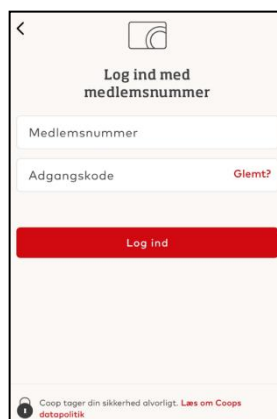 Log ind med
medlemsnummer
Medlemsnummer
Adgangskode Glemt?
Log ind
Coop tager din sikkerhed alvorligt. Læs om Coops
datapolitik